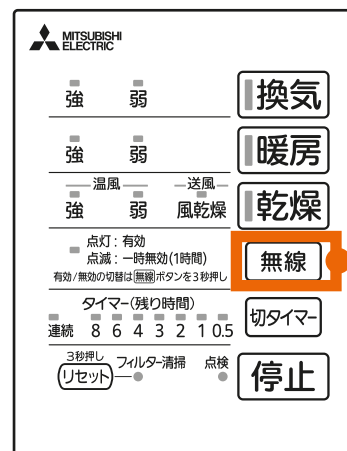 MITSUBISHI
ELECTRIC
強 弱 換気
強 弱 暖房
温風 送風
強 弱 風乾燥 乾燥
点灯：有効
点滅：一時無効(1時間)
有効/無効の切替は無線ボタンを3秒押し
無線
タイマー(残り時間)
連続 8 6 4 3 2 1 0.5
切タイマー
3秒押し
リセット フィルター清掃 点検
停止